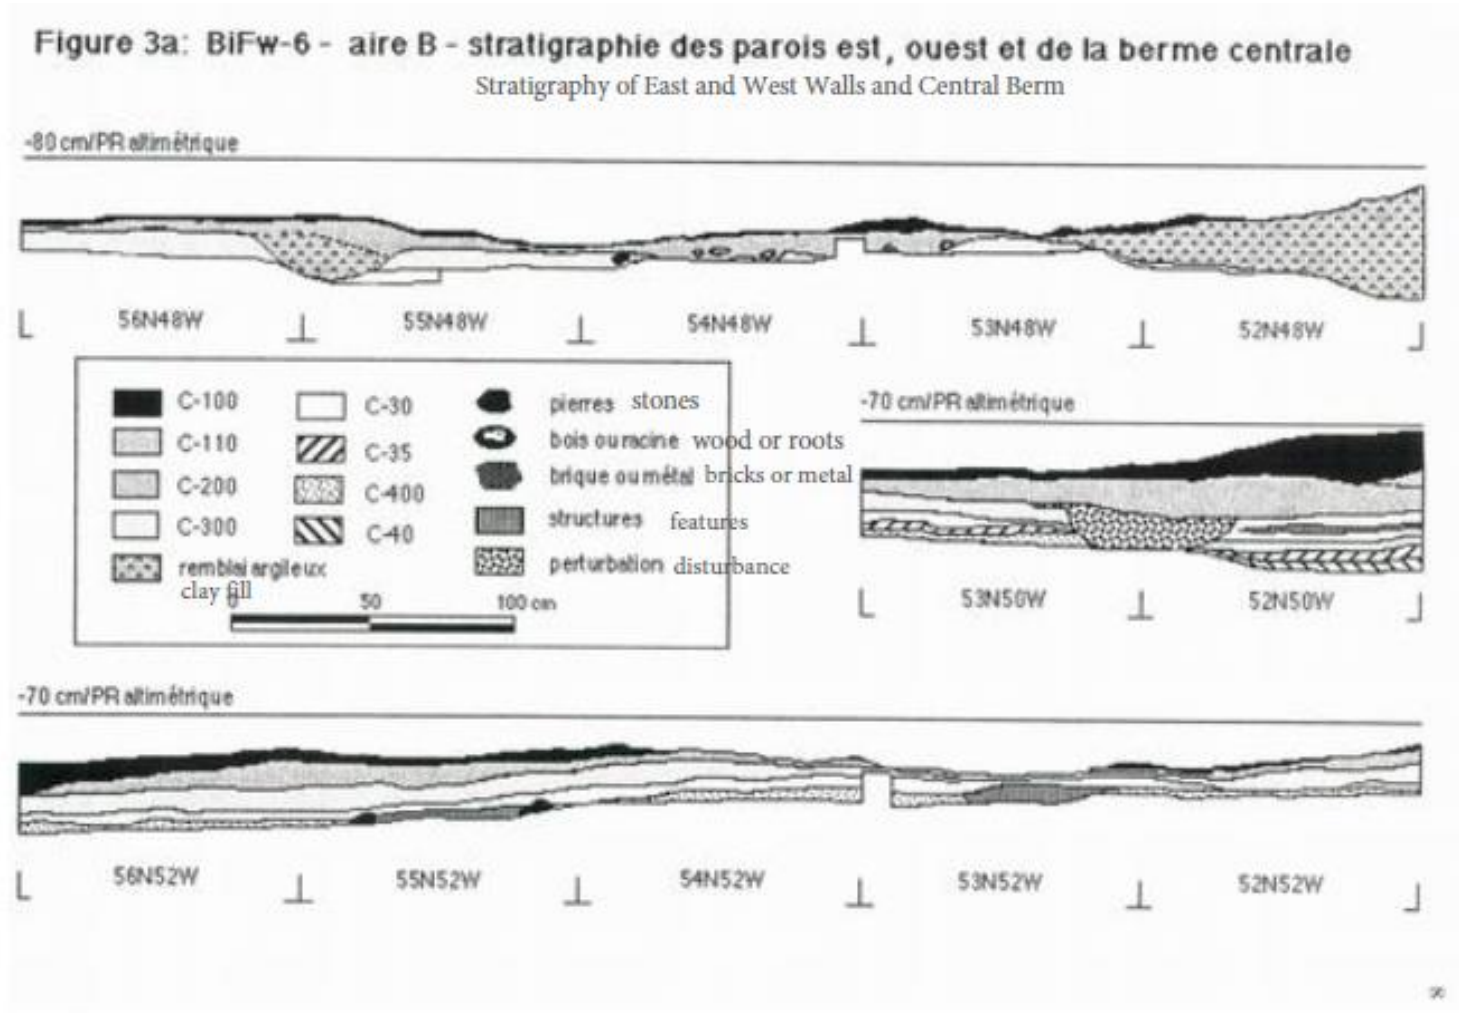 Figure 3a: BiFw-6 - aire B - stratigraphie des parois est, ouest et de la berme centrale
Stratigraphy of East and West Walls and Central Berm
-80 cm/PR altimétrique
56N48W 55N48W 54N48W 53N48W 52N48W
C-100 C-30 pierres stones
C-110 C-35 bois ou racine wood or roots
C-200 C-400 brique ou métal bricks or metal
C-300 C-40 structures features
remblai argileux perturbation disturbance
clay fill
0 50 100 cm
-70 cm/PR altimétrique
53N50W 52N50W
-70 cm/PR altimétrique
56N52W 55N52W 54N52W 53N52W 52N52W